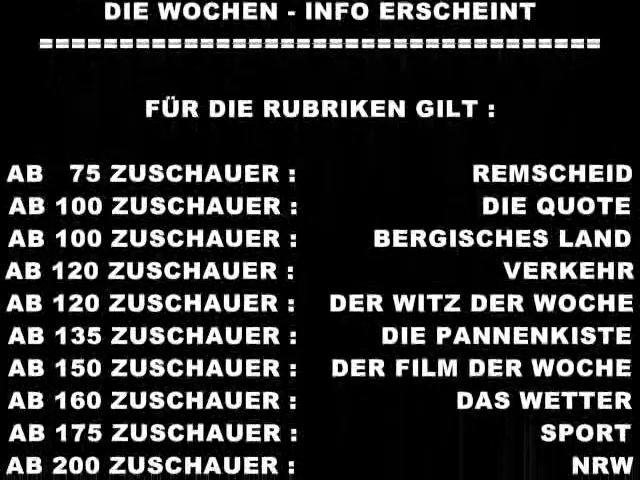 DIE WOCHEN - INFO ERSCHEINT
===================================
FÜR DIE RUBRIKEN GILT :
AB 75 ZUSCHAUER : REMSCHEID
AB 100 ZUSCHAUER : DIE QUOTE
AB 100 ZUSCHAUER : BERGISCHES LAND
AB 120 ZUSCHAUER : VERKEHR
AB 120 ZUSCHAUER : DER WITZ DER WOCHE
AB 135 ZUSCHAUER : DIE PANNENKISTE
AB 150 ZUSCHAUER : DER FILM DER WOCHE
AB 160 ZUSCHAUER : DAS WETTER
AB 175 ZUSCHAUER : SPORT
AB 200 ZUSCHAUER : NRW